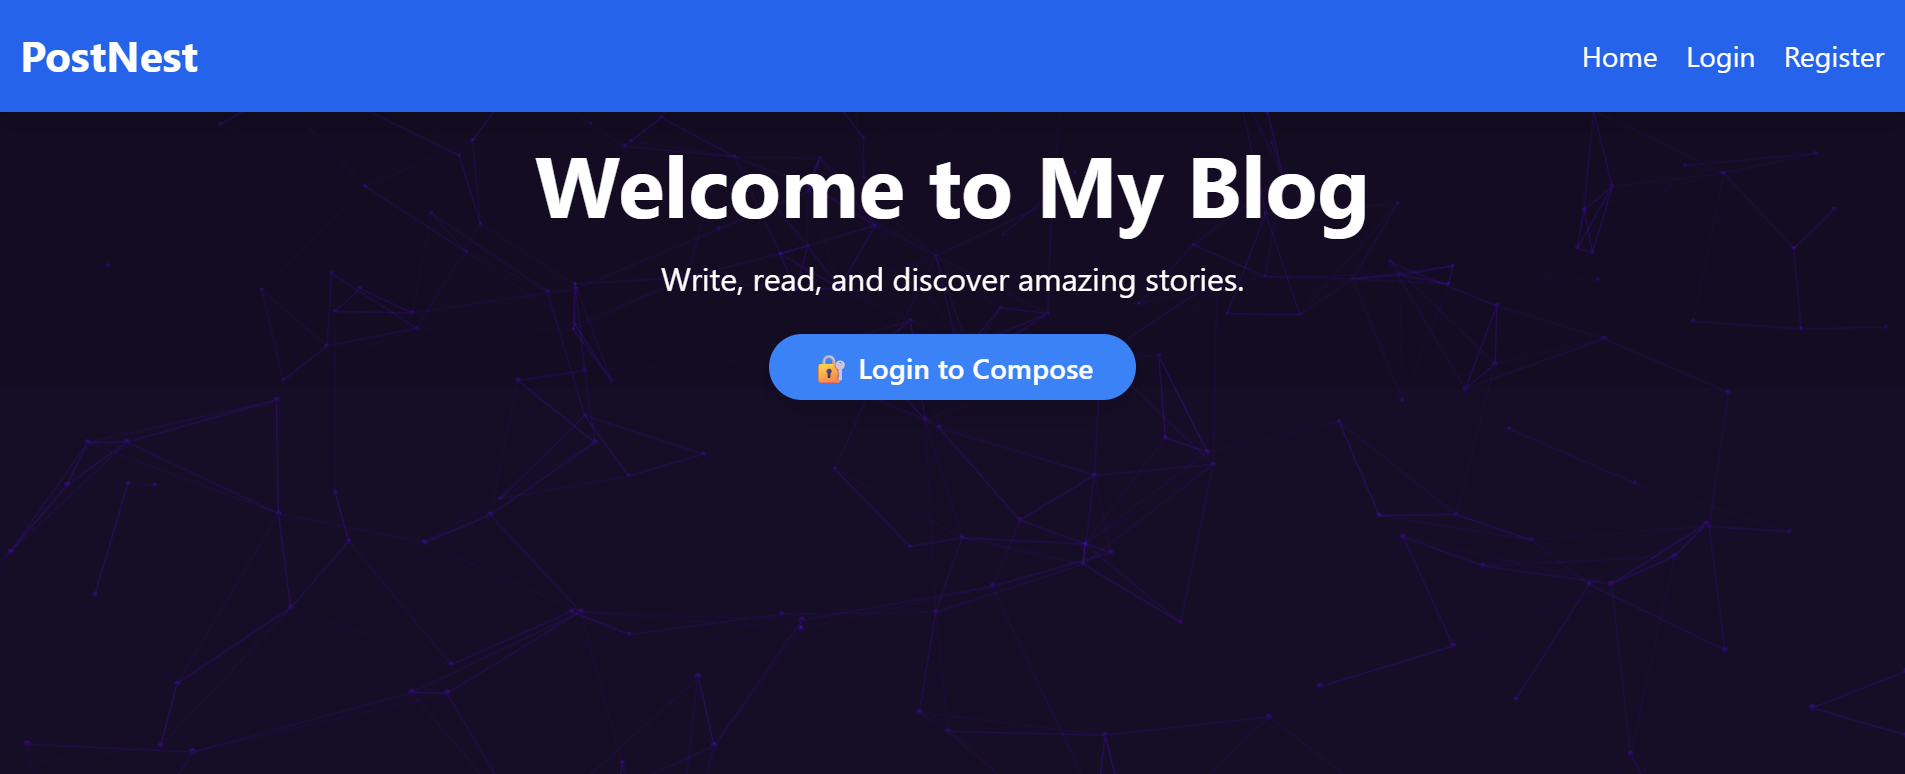 PostNest
Home Login Register
Welcome to My Blog
Write, read, and discover amazing stories.
🔐 Login to Compose